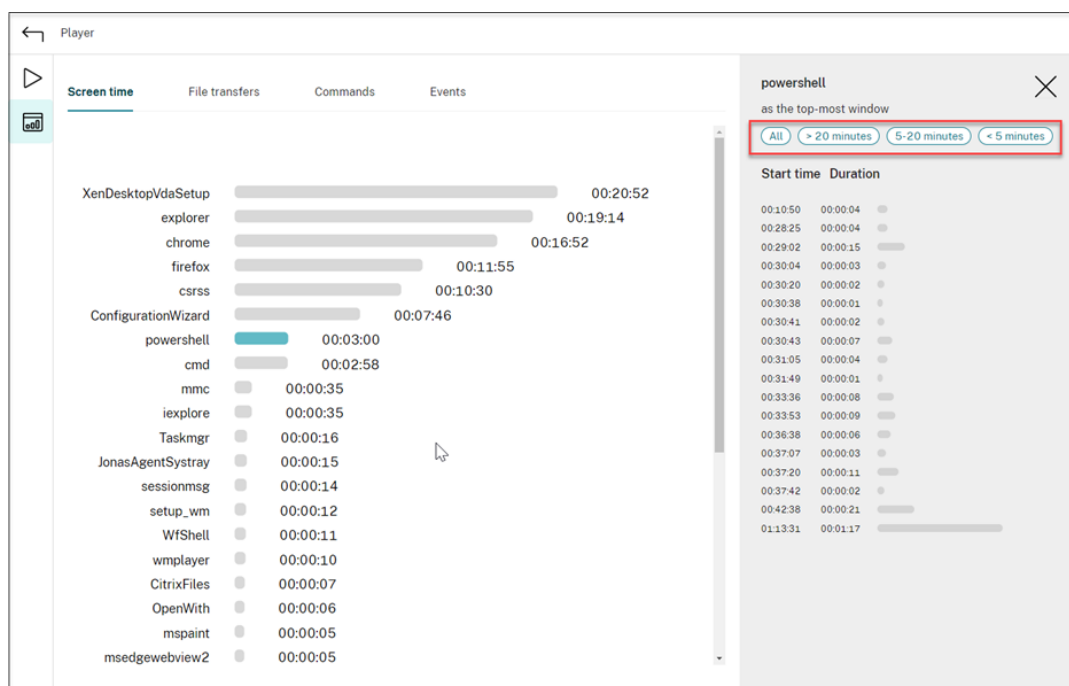 Player
Screen time File transfers Commands Events
XenDesktopVdaSetup 00:20:52
explorer 00:19:14
chrome 00:16:52
firefox 00:11:55
csrss 00:10:30
ConfigurationWizard 00:07:46
powershell 00:03:00
cmd 00:02:58
mmc 00:00:35
iexplore 00:00:35
Taskmgr 00:00:16
JonasAgentSystray 00:00:15
sessionmsg 00:00:14
setup_wm 00:00:12
WfShell 00:00:11
wmplayer 00:00:10
CitrixFiles 00:00:07
OpenWith 00:00:06
mspaint 00:00:05
msedgewebview2 00:00:05
powershell
as the top-most window
All > 20 minutes 5-20 minutes < 5 minutes
Start time Duration
00:10:50 00:00:04
00:28:25 00:00:04
00:29:02 00:00:15
00:30:04 00:00:03
00:30:20 00:00:02
00:30:38 00:00:01
00:30:41 00:00:02
00:30:43 00:00:07
00:31:05 00:00:04
00:31:49 00:00:01
00:33:36 00:00:08
00:33:53 00:00:09
00:36:38 00:00:06
00:37:07 00:00:03
00:37:20 00:00:11
00:37:42 00:00:02
00:42:38 00:00:21
01:13:31 00:01:17